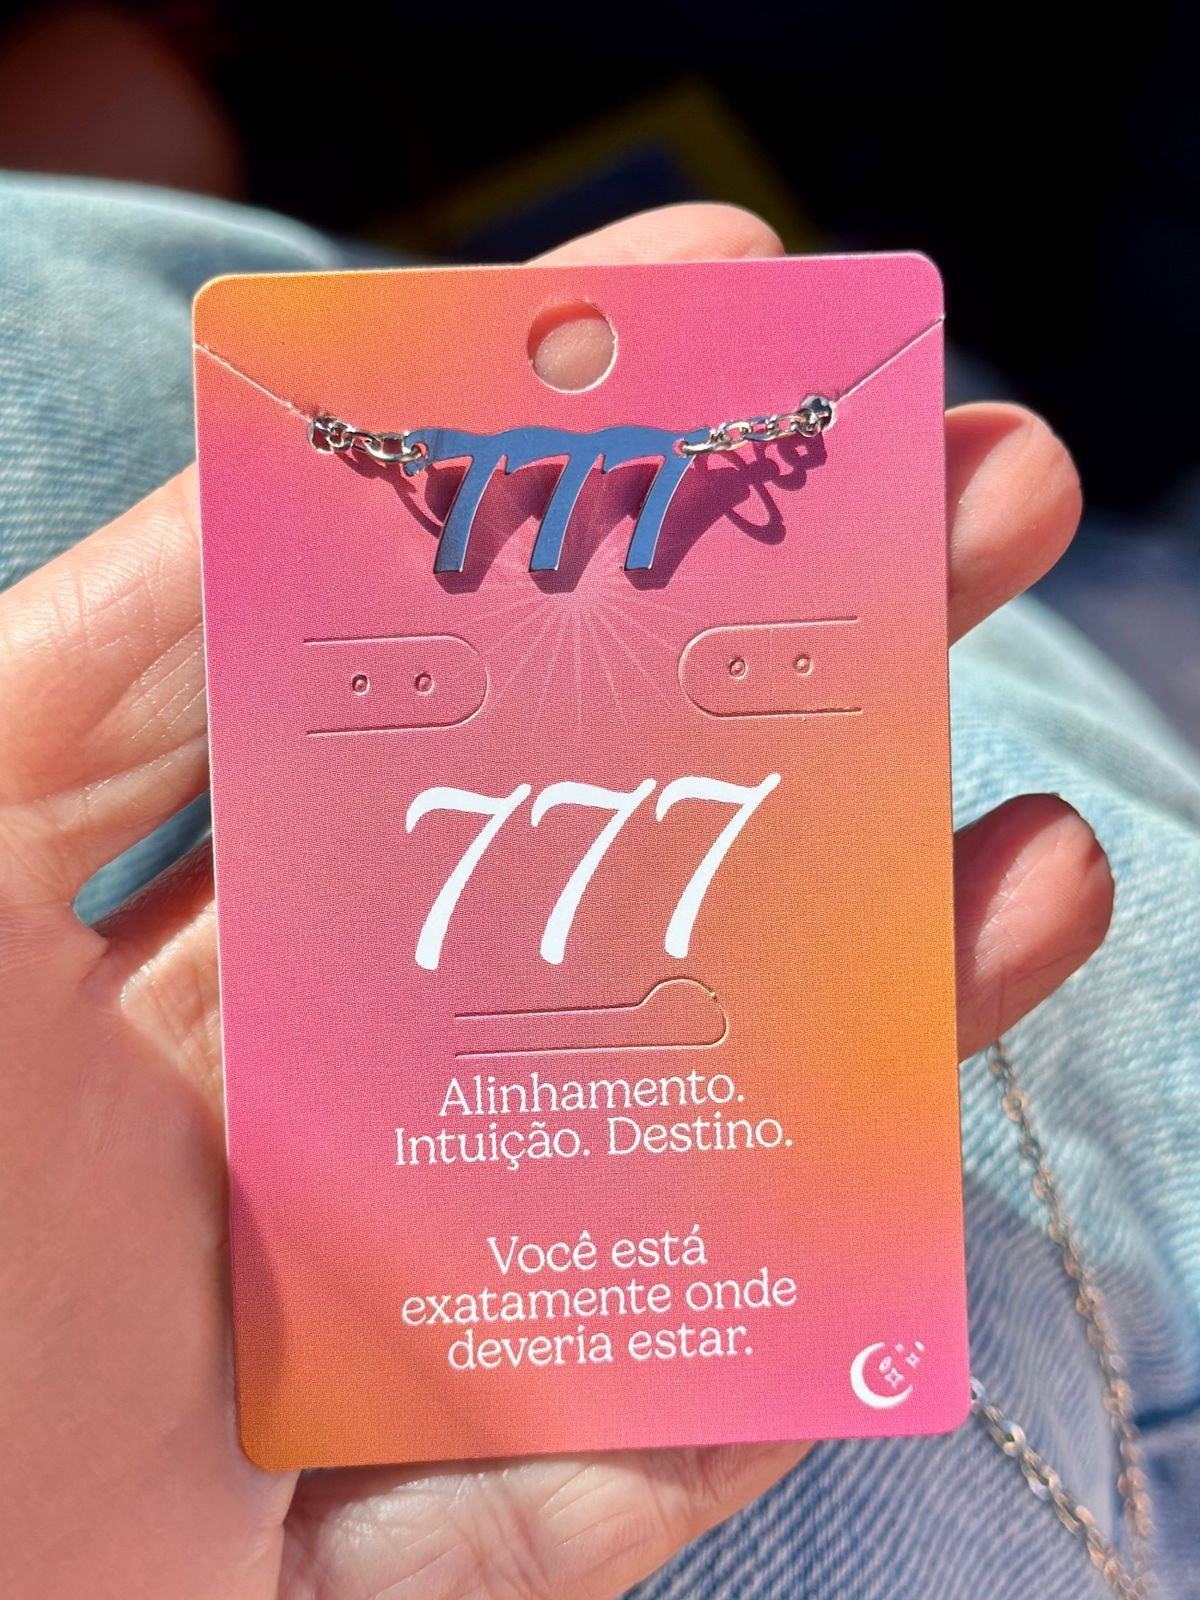 777
777
Alinhamento.
Intuição. Destino.
Você está
exatamente onde
deveria estar.